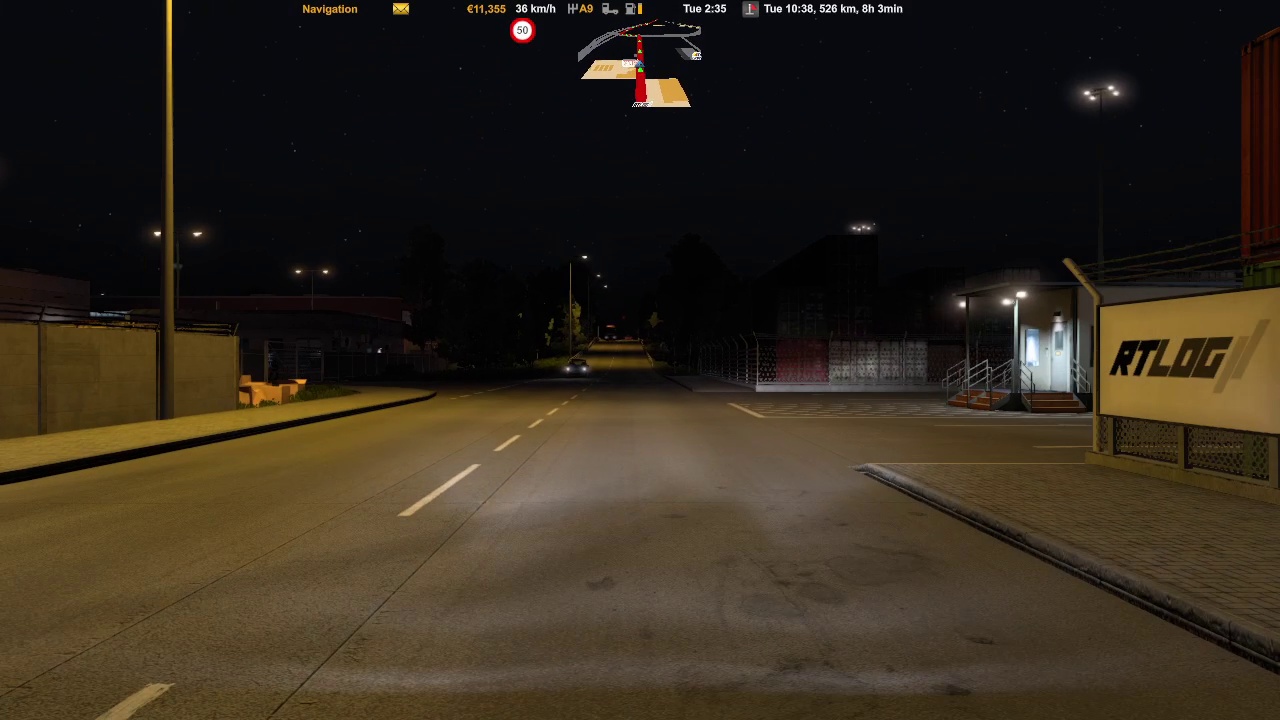 Navigation €11,355 36 km/h A9 Tue 2:35 Tue 10:38, 526 km, 8h 3min
50
RTLOG